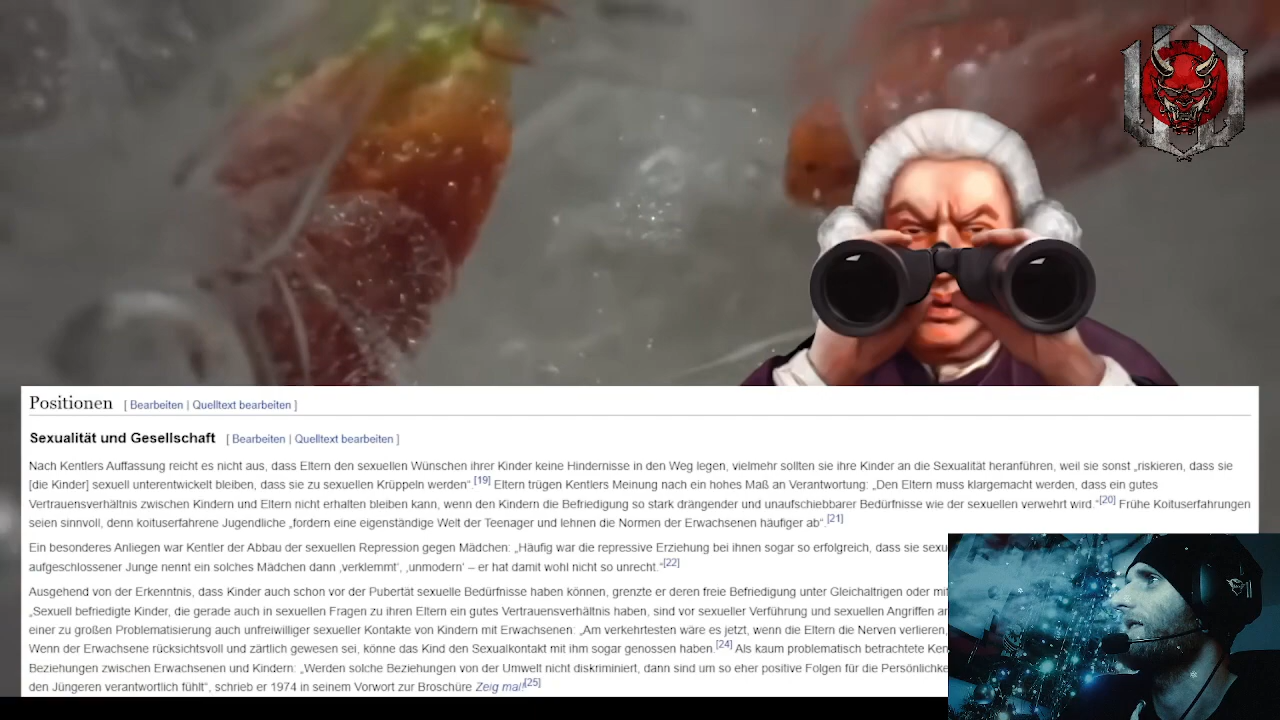 Positionen [ Bearbeiten | Quelltext bearbeiten ]
Sexualität und Gesellschaft [ Bearbeiten | Quelltext bearbeiten ]
Nach Kentlers Auffassung reicht es nicht aus, dass Eltern den sexuellen Wünschen ihrer Kinder keine Hindernisse in den Weg legen, vielmehr sollten sie ihre Kinder an die Sexualität heranführen, weil sie sonst „riskieren, dass sie
[die Kinder] sexuell unterentwickelt bleiben, dass sie zu sexuellen Krüppeln werden“.[19] Eltern trügen Kentlers Meinung nach ein hohes Maß an Verantwortung: „Den Eltern muss klargemacht werden, dass ein gutes
Vertrauensverhältnis zwischen Kindern und Eltern nicht erhalten bleiben kann, wenn den Kindern die Befriedigung so stark drängender und unaufschiebbarer Bedürfnisse wie der sexuellen verwehrt wird.“[20] Frühe Koituserfahrungen
seien sinnvoll, denn koituserfahrene Jugendliche „fordern eine eigenständige Welt der Teenager und lehnen die Normen der Erwachsenen häufiger ab“.[21]
Ein besonderes Anliegen war Kentler der Abbau der sexuellen Repression gegen Mädchen: „Häufig war die repressive Erziehung bei ihnen sogar so erfolgreich, dass sie sexu
aufgeschlossener Junge nennt ein solches Mädchen dann ‚verklemmt‘, ‚unmodern‘ – er hat damit wohl nicht so unrecht.“[22]
Ausgehend von der Erkenntnis, dass Kinder auch schon vor der Pubertät sexuelle Bedürfnisse haben können, grenzte er deren freie Befriedigung unter Gleichaltrigen oder mit
„Sexuell befriedigte Kinder, die gerade auch in sexuellen Fragen zu ihren Eltern ein gutes Vertrauensverhältnis haben, sind vor sexueller Verführung und sexuellen Angriffen a
einer zu großen Problematisierung auch unfreiwilliger sexueller Kontakte von Kindern mit Erwachsenen: „Am verkehrtesten wäre es jetzt, wenn die Eltern die Nerven verlieren,
Wenn der Erwachsene rücksichtsvoll und zärtlich gewesen sei, könne das Kind den Sexualkontakt mit ihm sogar genossen haben.[24] Als kaum problematisch betrachtete Ken
Beziehungen zwischen Erwachsenen und Kindern: „Werden solche Beziehungen von der Umwelt nicht diskriminiert, dann sind um so eher positive Folgen für die Persönlichke
den Jüngeren verantwortlich fühlt“, schrieb er 1974 in seinem Vorwort zur Broschüre Zeig mal![25]